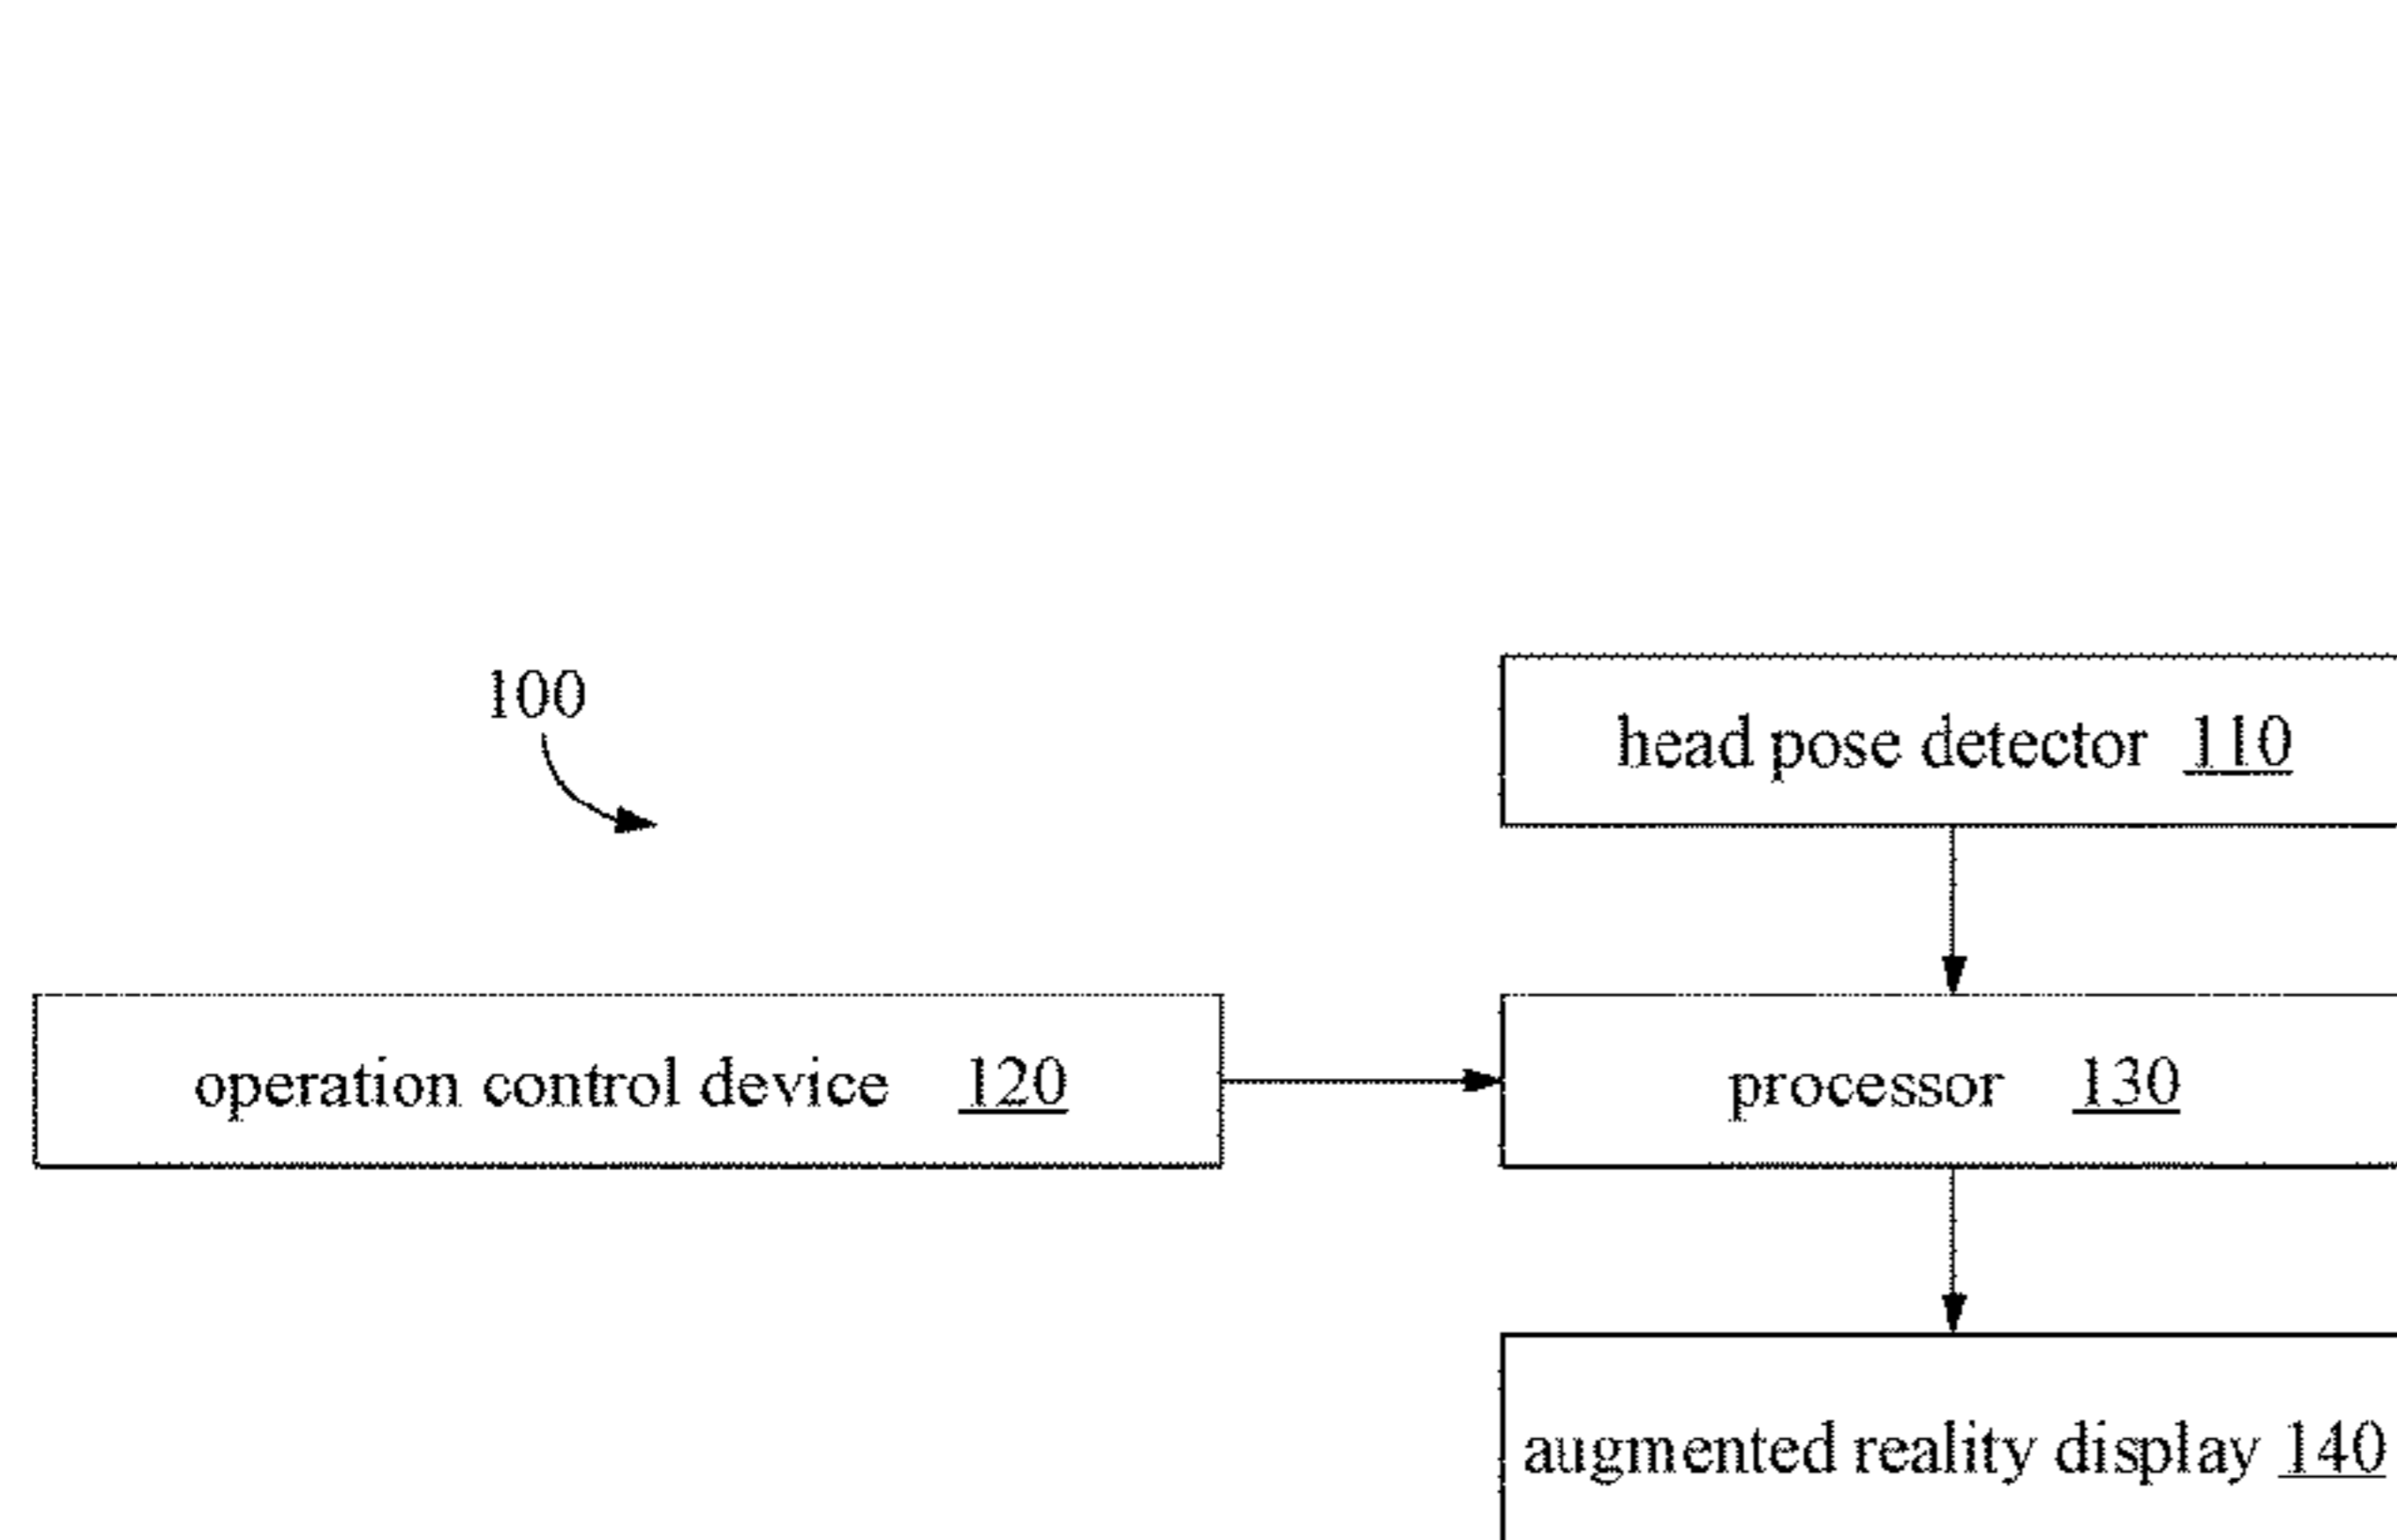 100
head pose detector 110
operation control device 120
processor 130
augmented reality display 140